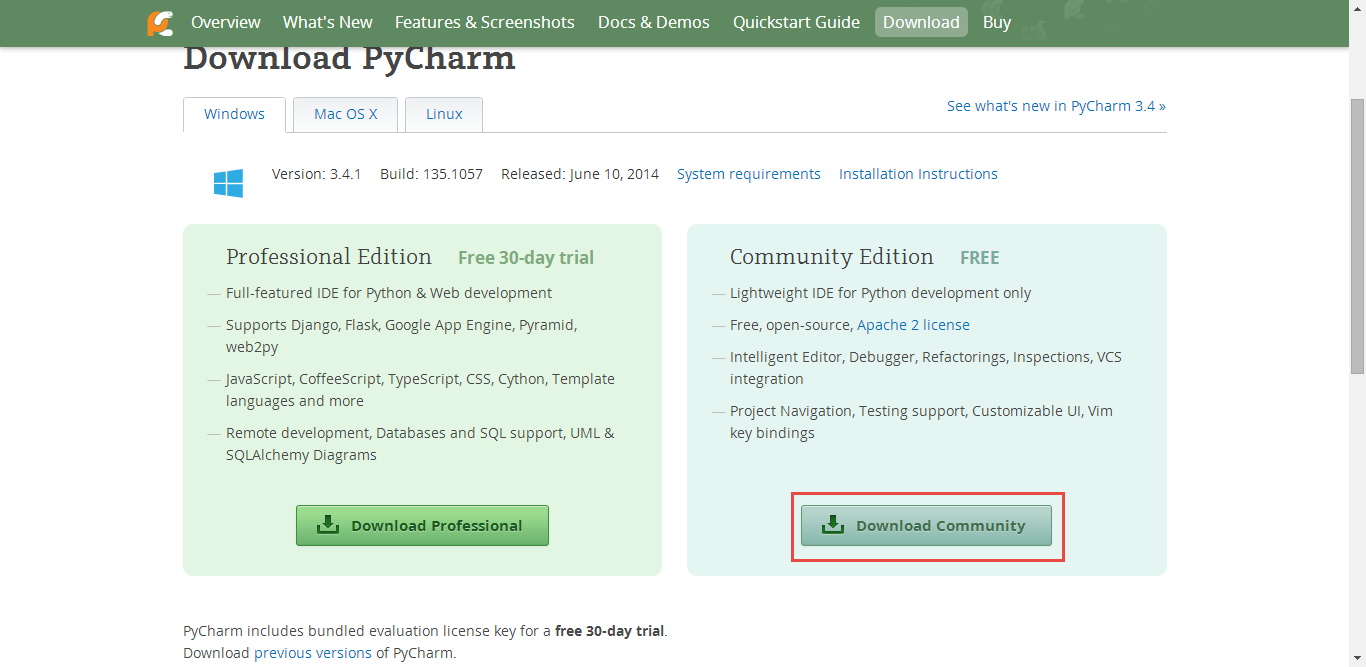 Overview What's New Features & Screenshots Docs & Demos Quickstart Guide Download Buy
Download PyCharm
Windows Mac OS X Linux
See what's new in PyCharm 3.4 »
Version: 3.4.1 Build: 135.1057 Released: June 10, 2014 System requirements Installation Instructions
Professional Edition Free 30-day trial
— Full-featured IDE for Python & Web development
— Supports Django, Flask, Google App Engine, Pyramid,
web2py
— JavaScript, CoffeeScript, TypeScript, CSS, Cython, Template
languages and more
— Remote development, Databases and SQL support, UML &
SQLAlchemy Diagrams
Download Professional
Community Edition FREE
— Lightweight IDE for Python development only
— Free, open-source, Apache 2 license
— Intelligent Editor, Debugger, Refactorings, Inspections, VCS
integration
— Project Navigation, Testing support, Customizable UI, Vim
key bindings
Download Community
PyCharm includes bundled evaluation license key for a free 30-day trial.
Download previous versions of PyCharm.